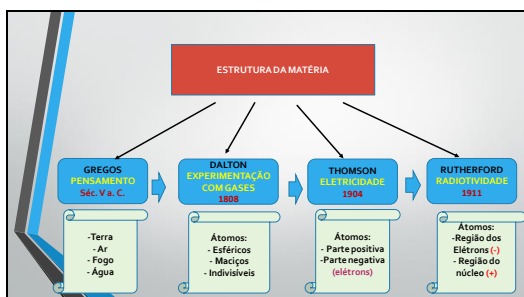 ESTRUTURA DA MATÉRIA
GREGOS
PENSAMENTO
Séc. V a. C.
DALTON
EXPERIMENTAÇÃO
COM GASES
1808
THOMSON
ELETRICIDADE
1904
RUTHERFORD
RADIOTIVIDADE
1911
-Terra
- Ar
- Fogo
- Água
Átomos:
- Esféricos
- Maciços
- Indivisíveis
Átomos:
- Parte positiva
-Parte negativa
(elétrons)
Átomos:
-Região dos
Elétrons (-)
- Região do
núcleo (+)